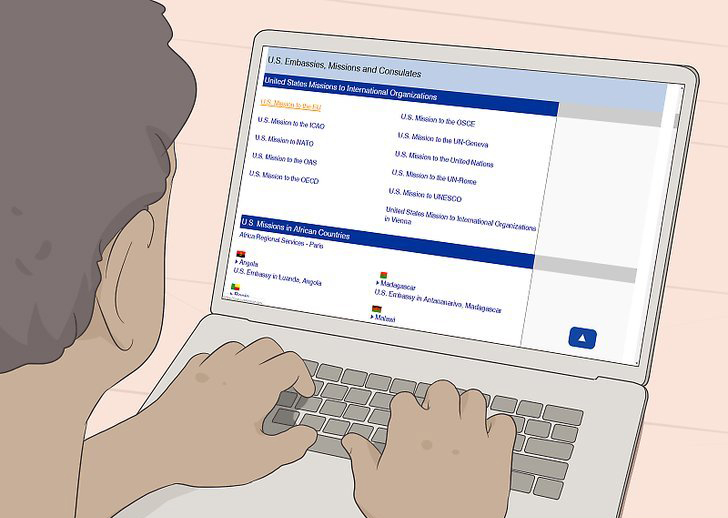 U.S. Embassies, Missions and Consulates
United States Missions to International Organizations
U.S. Mission to the EU
U.S. Mission to the ICAO
U.S. Mission to NATO
U.S. Mission to the OAS
U.S. Mission to the OECD
U.S. Mission to the OSCE
U.S. Mission to the UN-Geneva
U.S. Mission to the United Nations
U.S. Mission to the UN-Rome
U.S. Mission to UNESCO
United States Mission to International Organizations
in Vienna
U.S. Missions in African Countries
Africa Regional Services - Paris
Angola
U.S. Embassy in Luanda, Angola
Madagascar
U.S. Embassy in Antananarivo, Madagascar
Malawi